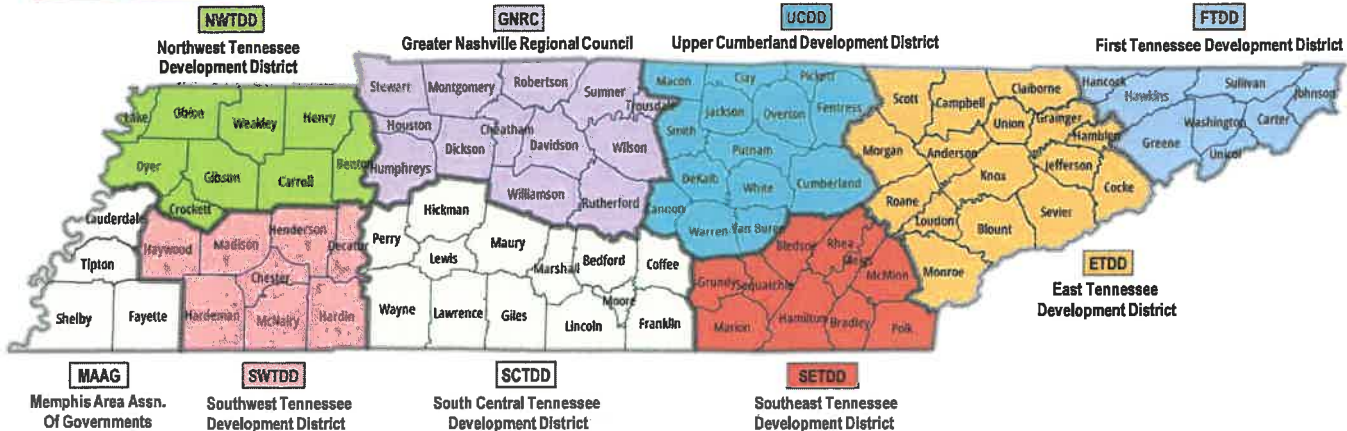 NWTDD
Northwest Tennessee
Development District
GNRC
Greater Nashville Regional Council
UCDD
Upper Cumberland Development District
FTDD
First Tennessee Development District
Lake
Obion
Weakley
Henry
Dyer
Gibson
Carroll
Benton
Crockett
Stewart
Montgomery
Robertson
Sumner
Trousdale
Houston
Cheatham
Dickson
Davidson
Wilson
Humphreys
Williamson
Rutherford
Macon
Clay
Pickett
Jackson
Overton
Fentress
Smith
Putnam
DeKalb
White
Cumberland
Cannon
Warren
Van Buren
Scott
Campbell
Claiborne
Union
Grainger
Hamblen
Morgan
Anderson
Knox
Jefferson
Cocke
Roane
Loudon
Blount
Sevier
Monroe
Hancock
Hawkins
Sullivan
Johnson
Greene
Washington
Carter
Unicoi
Lauderdale
Tipton
Shelby
Fayette
Haywood
Madison
Henderson
Decatur
Chester
Hardeman
McNairy
Hardin
Hickman
Perry
Lewis
Maury
Marshall
Bedford
Coffee
Moore
Wayne
Lawrence
Giles
Lincoln
Franklin
Bledsoe
Rhea
Meigs
McMinn
Grundy
Sequatchie
Marion
Hamilton
Bradley
Polk
ETDD
East Tennessee
Development District
MAAG
Memphis Area Assn.
Of Governments
SWTDD
Southwest Tennessee
Development District
SCTDD
South Central Tennessee
Development District
SETDD
Southeast Tennessee
Development District